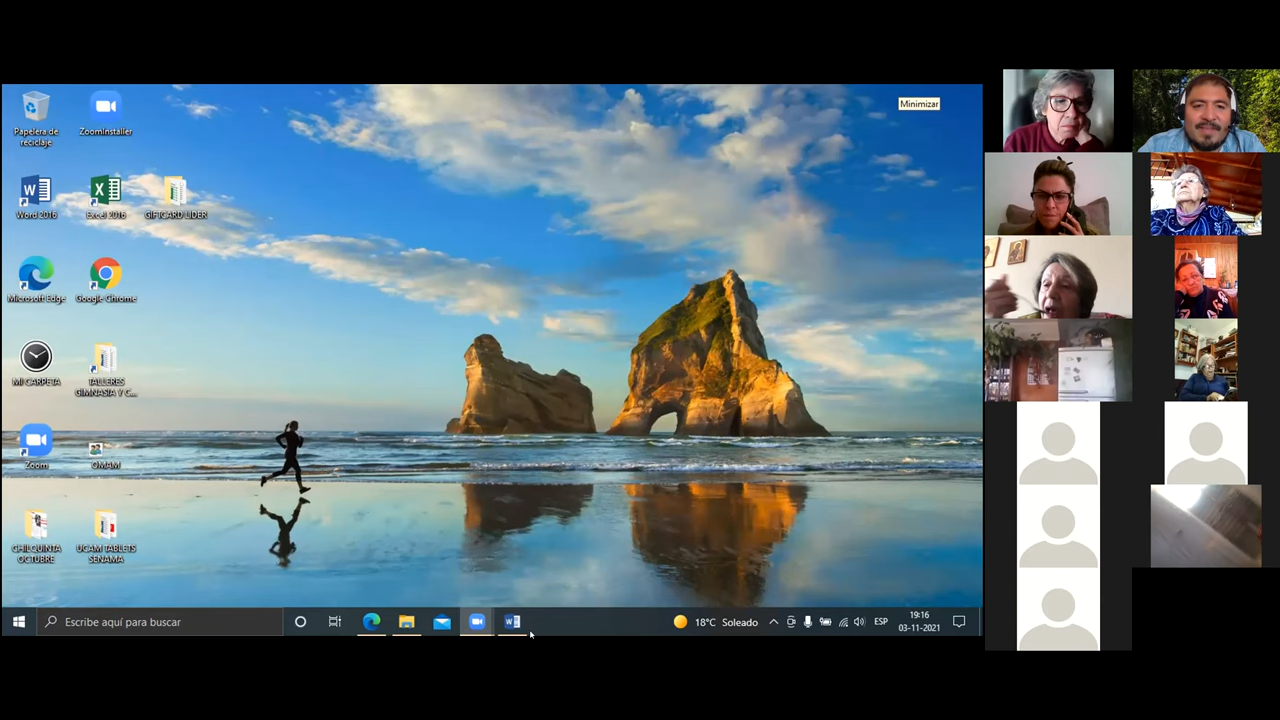 Minimizar
Papelera de
reciclaje
Zoominstaller
Word 2016
Excel 2016
GIFTCARD LIDER
Microsoft Edge
Google Chrome
MI CARPETA
TALLERES
GIMNASIA Y C...
Zoom
OMAM
CHILQUINTA
OCTUBRE
UCAM TABLETS
SENAMA
Escribe aquí para buscar
18°C Soleado
ESP
19:16
03-11-2021